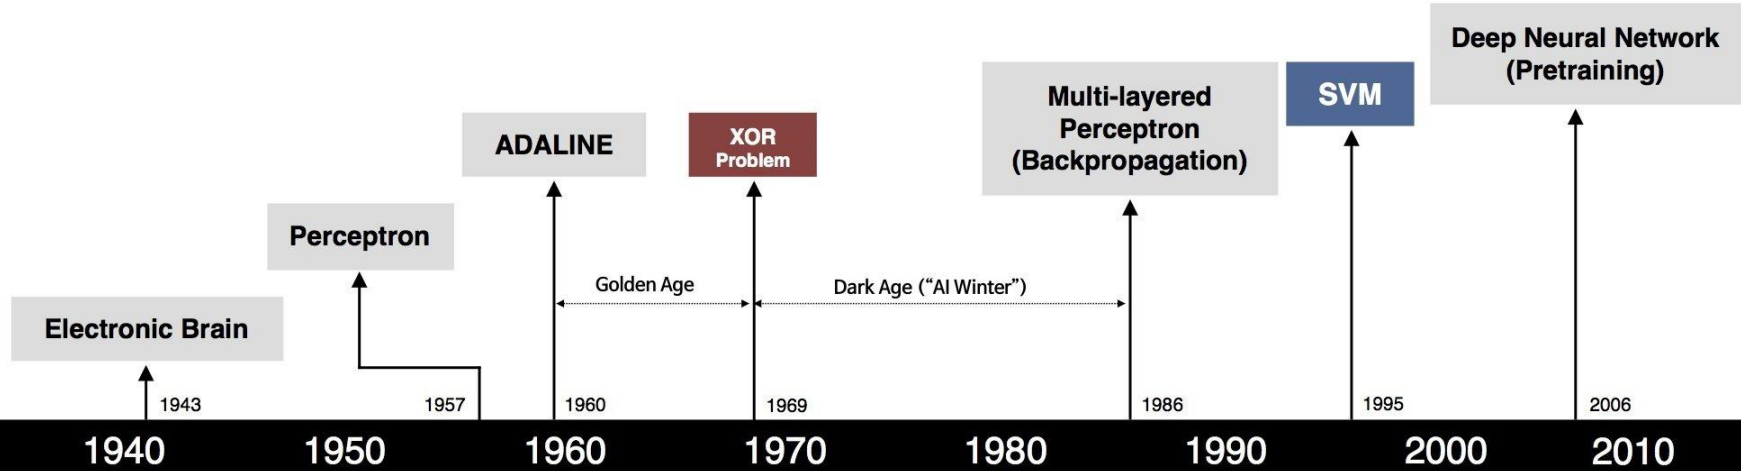 Deep Neural Network
(Pretraining)
Multi-layered
Perceptron
(Backpropagation)
SVM
ADALINE
XOR
Problem
Perceptron
Golden Age
Dark Age (“AI Winter”)
Electronic Brain
1943
1957
1960
1969
1986
1995
2006
1940
1950
1960
1970
1980
1990
2000
2010